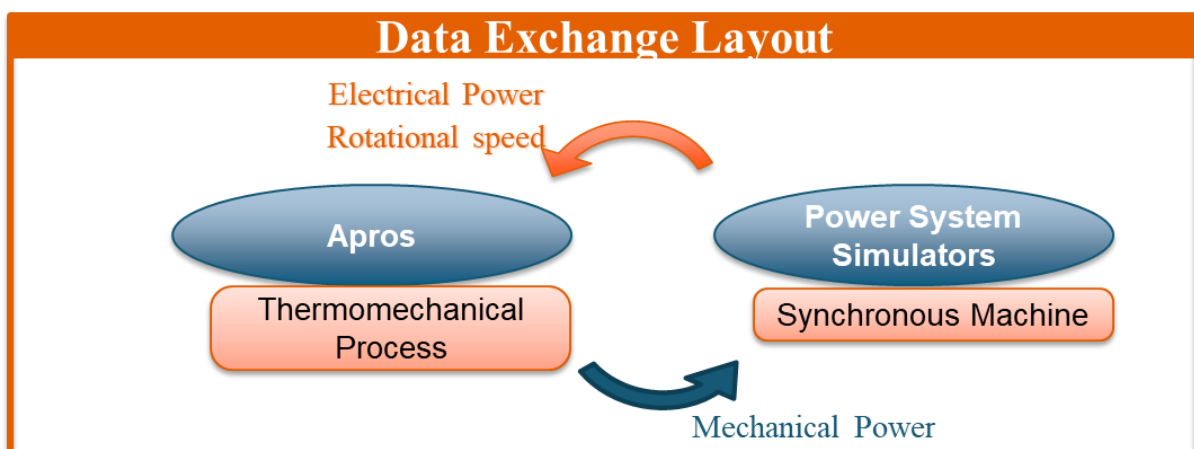 Data Exchange Layout
Electrical Power
Rotational speed
Apros
Power System
Simulators
Thermomechanical
Process
Synchronous Machine
Mechanical Power